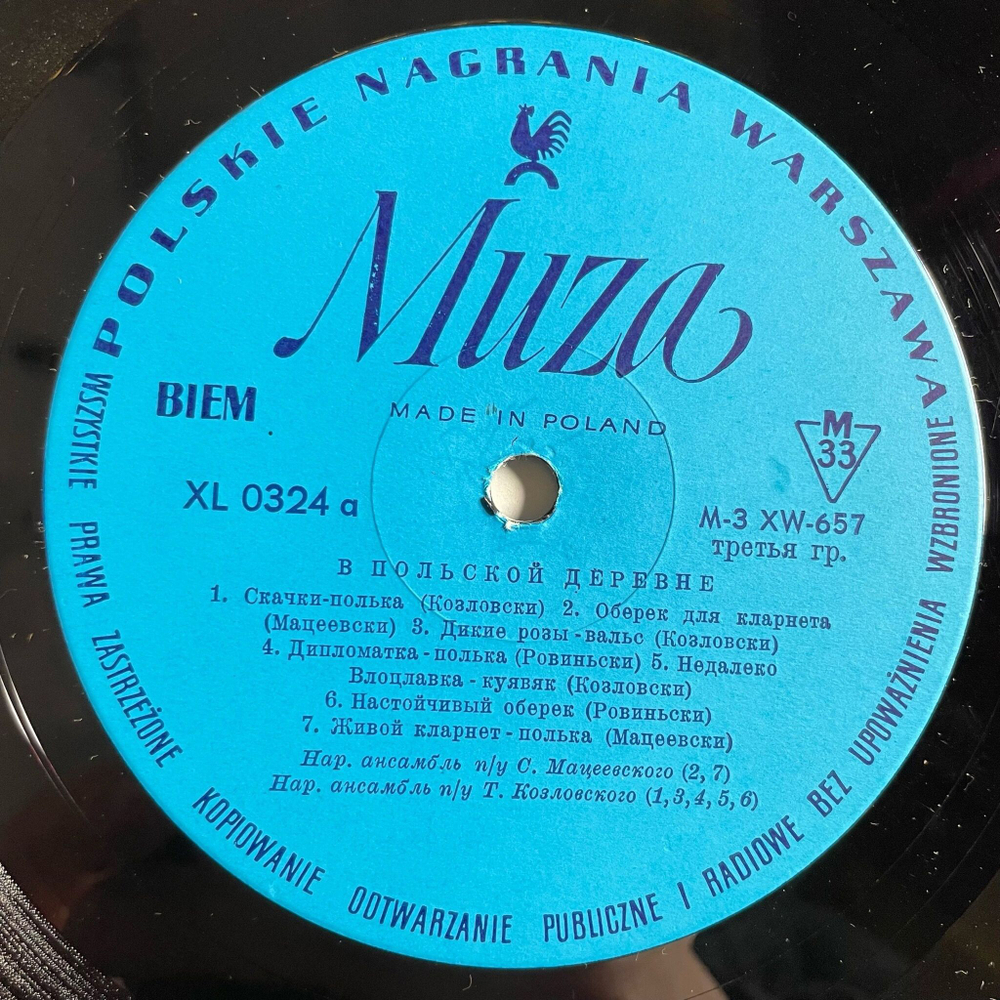 POLSKIE NAGRANIA WARSZAWA
Muza
MADE IN POLAND
BIEM
M
33
XL 0324 a
M-3 XW-657
третья гр.
В ПОЛЬСКОЙ ДЕРЕВНЕ
1. Скачки-полька (Козловски) 2. Оберек для кларнета
(Мацеевски) 3. Дикие розы-вальс (Козловски)
4. Дипломатка-полька (Ровиньски) 5. Недалеко
Влоцлавка-куявяк (Козловски)
6. Настойчивый оберек (Ровиньски)
7. Живой кларнет-полька (Мацеевски)
Нар. ансамбль п/у С. Мацеевского (2, 7)
Нар. ансамбль п/у Т. Козловского (1,3,4,5,6)
WSZYSTKIE PRAWA ZASTRZEŻONE KOPIOWANIE ODTWARZANIE PUBLICZNE I RADIOWE BEZ UPOWAŻNIENIA WZBRONIONE